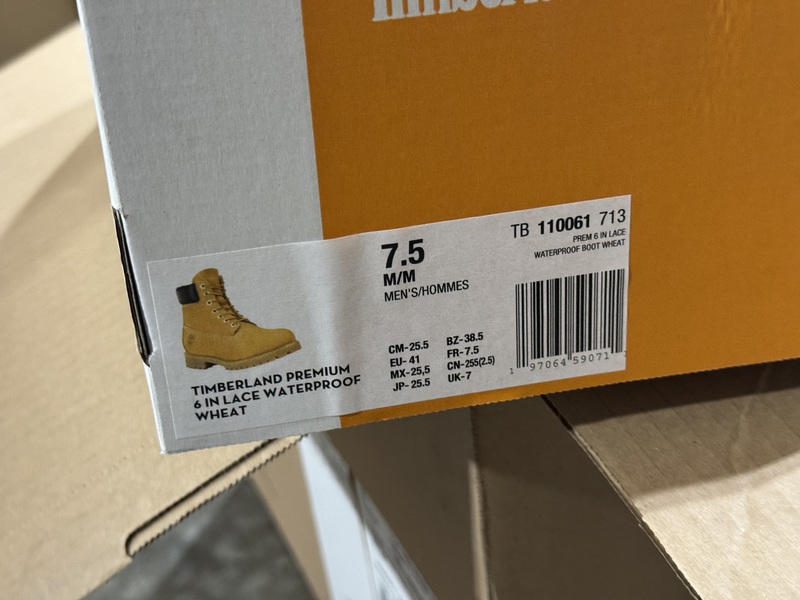 7.5
M/M
MEN'S/HOMMES
TB 110061 713
PREM 6 IN LACE
WATERPROOF BOOT WHEAT
CM-25.5 BZ-38.5
EU- 41 FR-7.5
MX-25,5 CN-255(2.5)
JP- 25.5 UK-7
1 97064 59071
TIMBERLAND PREMIUM
6 IN LACE WATERPROOF
WHEAT